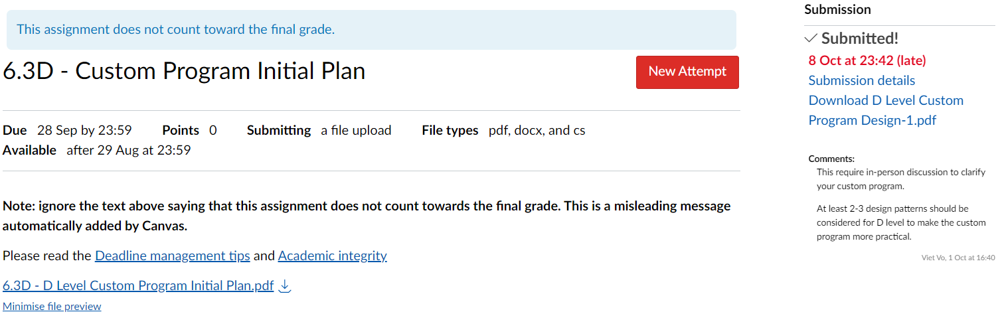 This assignment does not count toward the final grade.
6.3D - Custom Program Initial Plan
New Attempt
Due 28 Sep by 23:59 Points 0 Submitting a file upload File types pdf, docx, and cs
Available after 29 Aug at 23:59
Note: ignore the text above saying that this assignment does not count towards the final grade. This is a misleading message
automatically added by Canvas.
Please read the Deadline management tips and Academic integrity
6.3D - D Level Custom Program Initial Plan.pdf
Minimise file preview
Submission
Submitted!
8 Oct at 23:42 (late)
Submission details
Download D Level Custom
Program Design-1.pdf
Comments:
This require in-person discussion to clarify
your custom program.
At least 2-3 design patterns should be
considered for D level to make the custom
program more practical.
Viet Vo, 1 Oct at 16:40